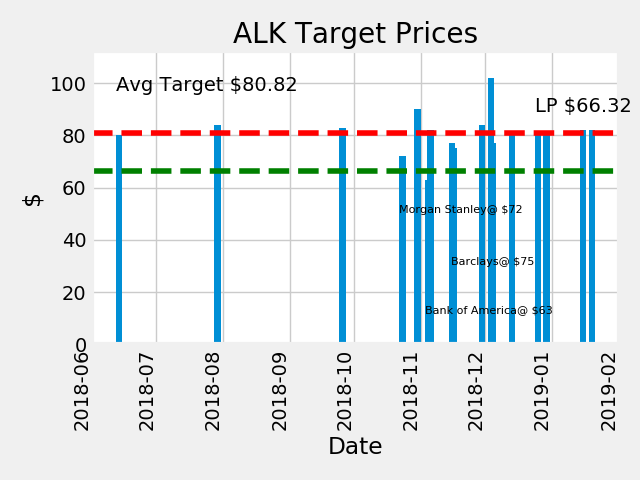 ALK Target Prices
Avg Target $80.82
LP $66.32
100
80
60
40
20
0
$
Morgan Stanley@ $72
Barclays@ $75
Bank of America@ $63
2018-06
2018-07
2018-08
2018-09
2018-10
2018-11
2018-12
2019-01
2019-02
Date